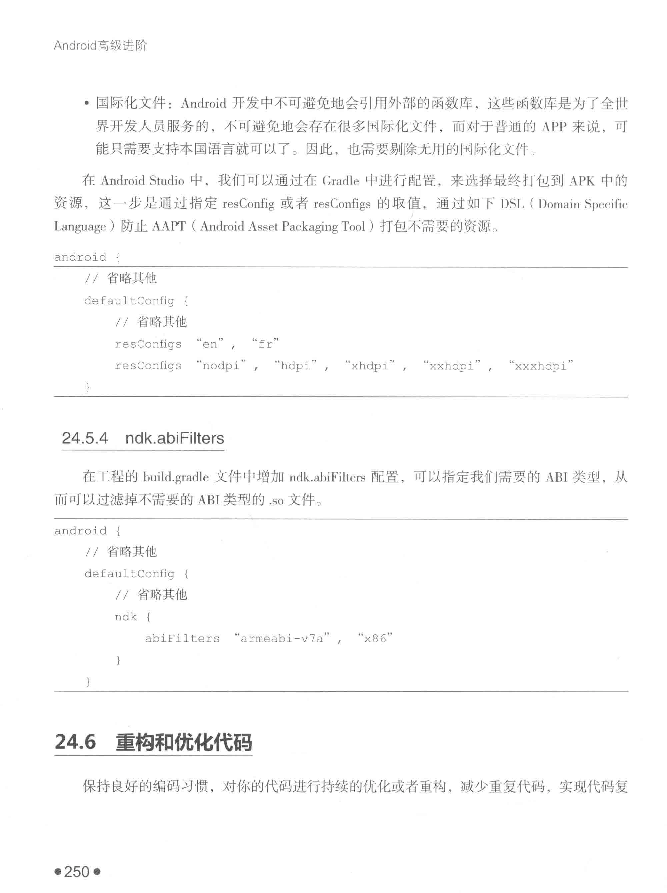 Android高级进阶
• 国际化文件：Android 开发中不可避免地会引用外部的函数库，这些函数库是为了全世
界开发人员服务的，不可避免地会存在很多国际化文件，而对于普通的 APP 来说，可
能只需要支持本国语言就可以了。因此，也需要剔除无用的国际化文件。
在 Android Studio 中，我们可以通过在 Gradle 中进行配置，来选择最终打包到 APK 中的
资源，这一步是通过指定 resConfig 或者 resConfigs 的取值，通过如下 DSL（Domain Specific
Language）防止 AAPT（Android Asset Packaging Tool）打包不需要的资源。
android {
// 省略其他
defaultConfig {
// 省略其他
resConfigs “en”, “fr”
resConfigs “nodpi”, “hdpi”, “xhdpi”, “xxhdpi”, “xxxhdpi”
}
24.5.4 ndk.abiFilters
在工程的 build.gradle 文件中增加 ndk.abiFilters 配置，可以指定我们需要的 ABI 类型，从
而可以过滤掉不需要的 ABI 类型的 .so 文件。
android {
// 省略其他
defaultConfig {
// 省略其他
ndk {
abiFilters “armeabi-v7a”, “x86”
}
}
24.6 重构和优化代码
保持良好的编码习惯，对你的代码进行持续的优化或者重构，减少重复代码，实现代码复
●250●